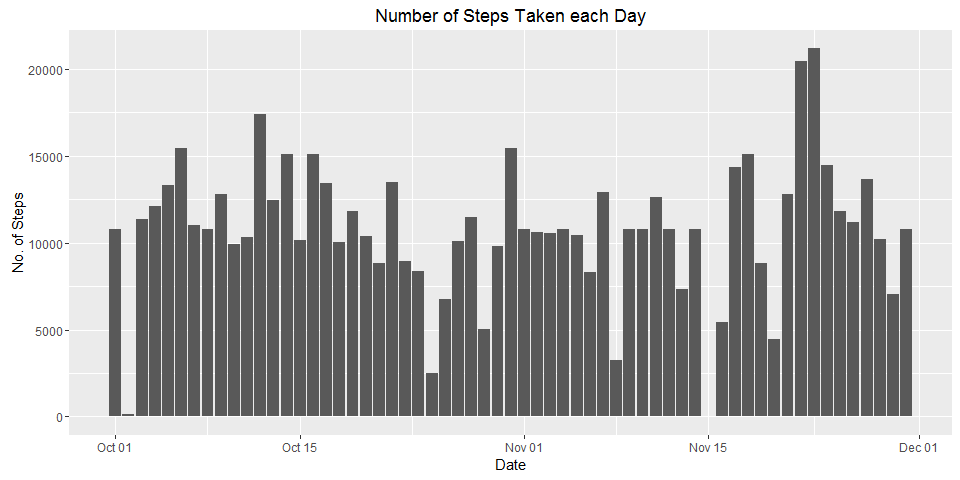 Number of Steps Taken each Day
No. of Steps
20000
15000
10000
5000
0
Oct 01 Oct 15 Nov 01 Nov 15 Dec 01
Date